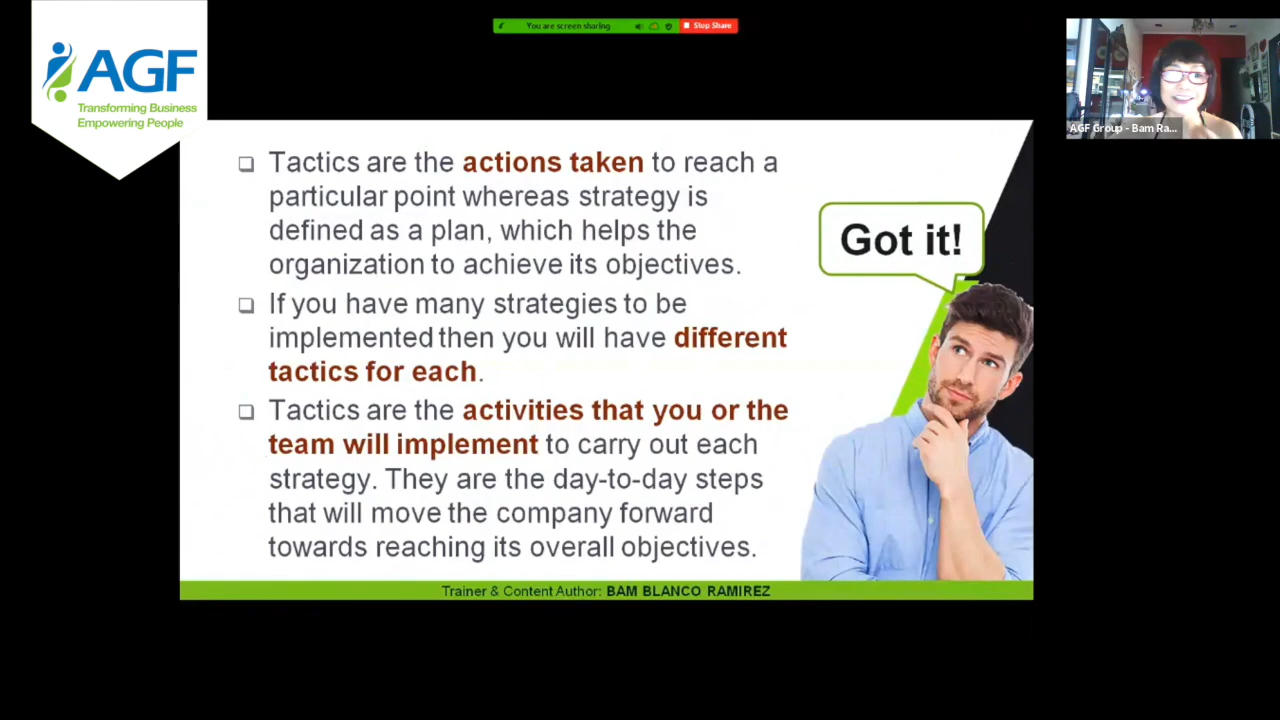 AGF
Transforming Business
Empowering People
You are screen sharing
Stop Share
AGF Group - Bam Ra...
Tactics are the actions taken to reach a
particular point whereas strategy is
defined as a plan, which helps the
organization to achieve its objectives.
If you have many strategies to be
implemented then you will have different
tactics for each.
Tactics are the activities that you or the
team will implement to carry out each
strategy. They are the day-to-day steps
that will move the company forward
towards reaching its overall objectives.
Got it!
Trainer & Content Author: BAM BLANCO RAMIREZ